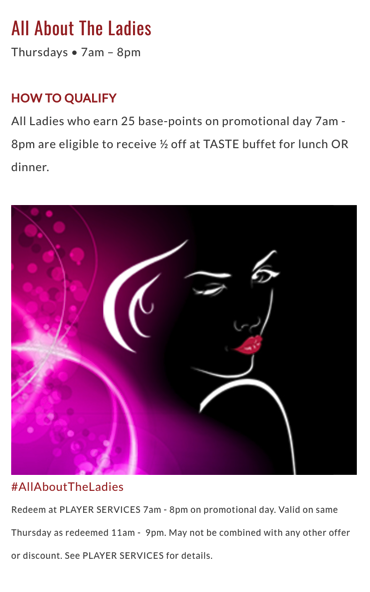 All About The Ladies
Thursdays • 7am – 8pm
HOW TO QUALIFY
All Ladies who earn 25 base-points on promotional day 7am -
8pm are eligible to receive ½ off at TASTE buffet for lunch OR
dinner.
#AllAboutTheLadies
Redeem at PLAYER SERVICES 7am - 8pm on promotional day. Valid on same
Thursday as redeemed 11am -  9pm. May not be combined with any other offer
or discount. See PLAYER SERVICES for details.